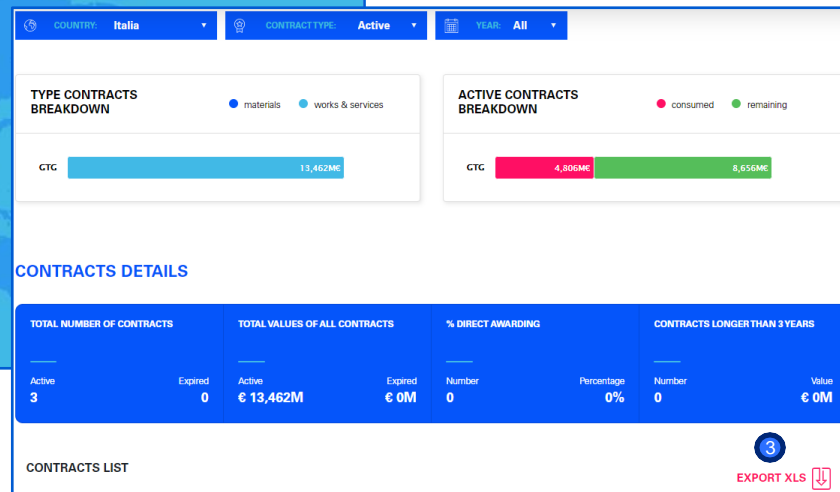 COUNTRY: Italia CONTRACT TYPE: Active YEAR: All
TYPE CONTRACTS BREAKDOWN
materials works & services
GTG 13,462M€
ACTIVE CONTRACTS BREAKDOWN
consumed remaining
GTG 4,806M€ 8,656M€
CONTRACTS DETAILS
TOTAL NUMBER OF CONTRACTS
Active Expired
3 0
TOTAL VALUES OF ALL CONTRACTS
Active Expired
€ 13,462M € 0M
% DIRECT AWARDING
Number Percentage
0 0%
CONTRACTS LONGER THAN 3 YEARS
Number Value
0 € 0M
3
CONTRACTS LIST
EXPORT XLS